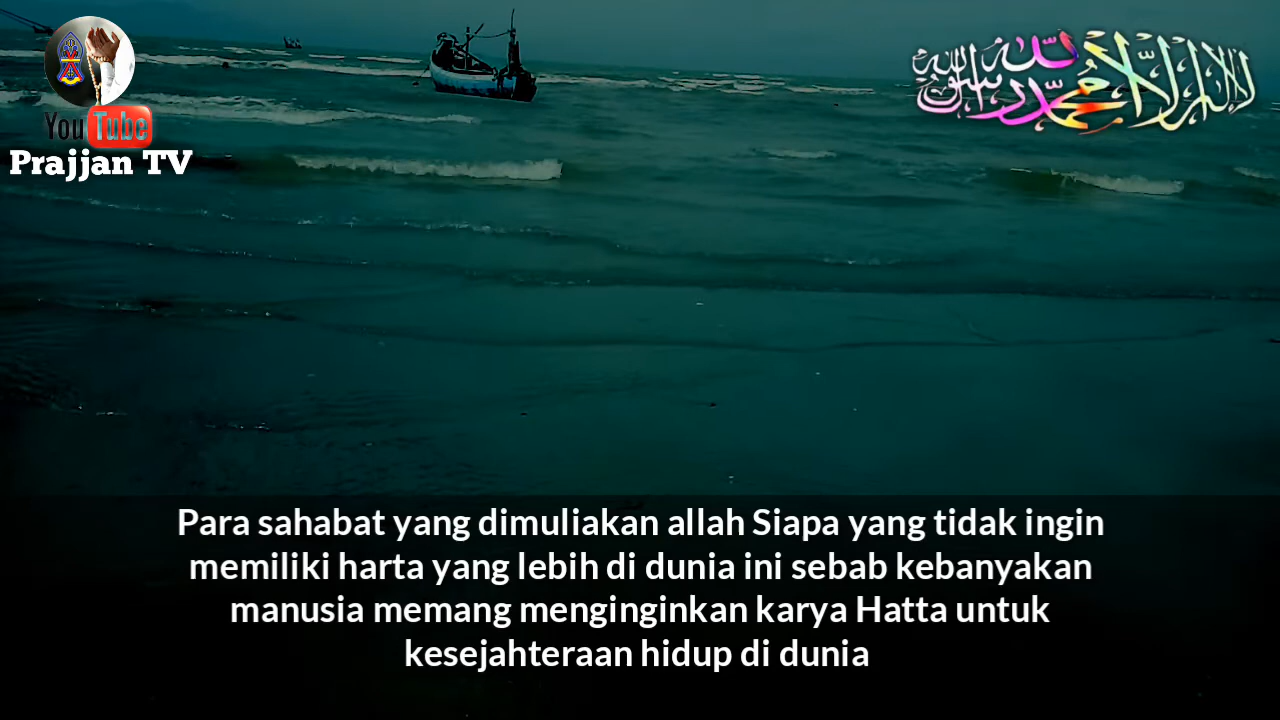 لا إله إلا الله محمد رسول الله
You Tube
Prajjan TV
Para sahabat yang dimuliakan allah Siapa yang tidak ingin
memiliki harta yang lebih di dunia ini sebab kebanyakan
manusia memang menginginkan karya Hatta untuk
kesejahteraan hidup di dunia